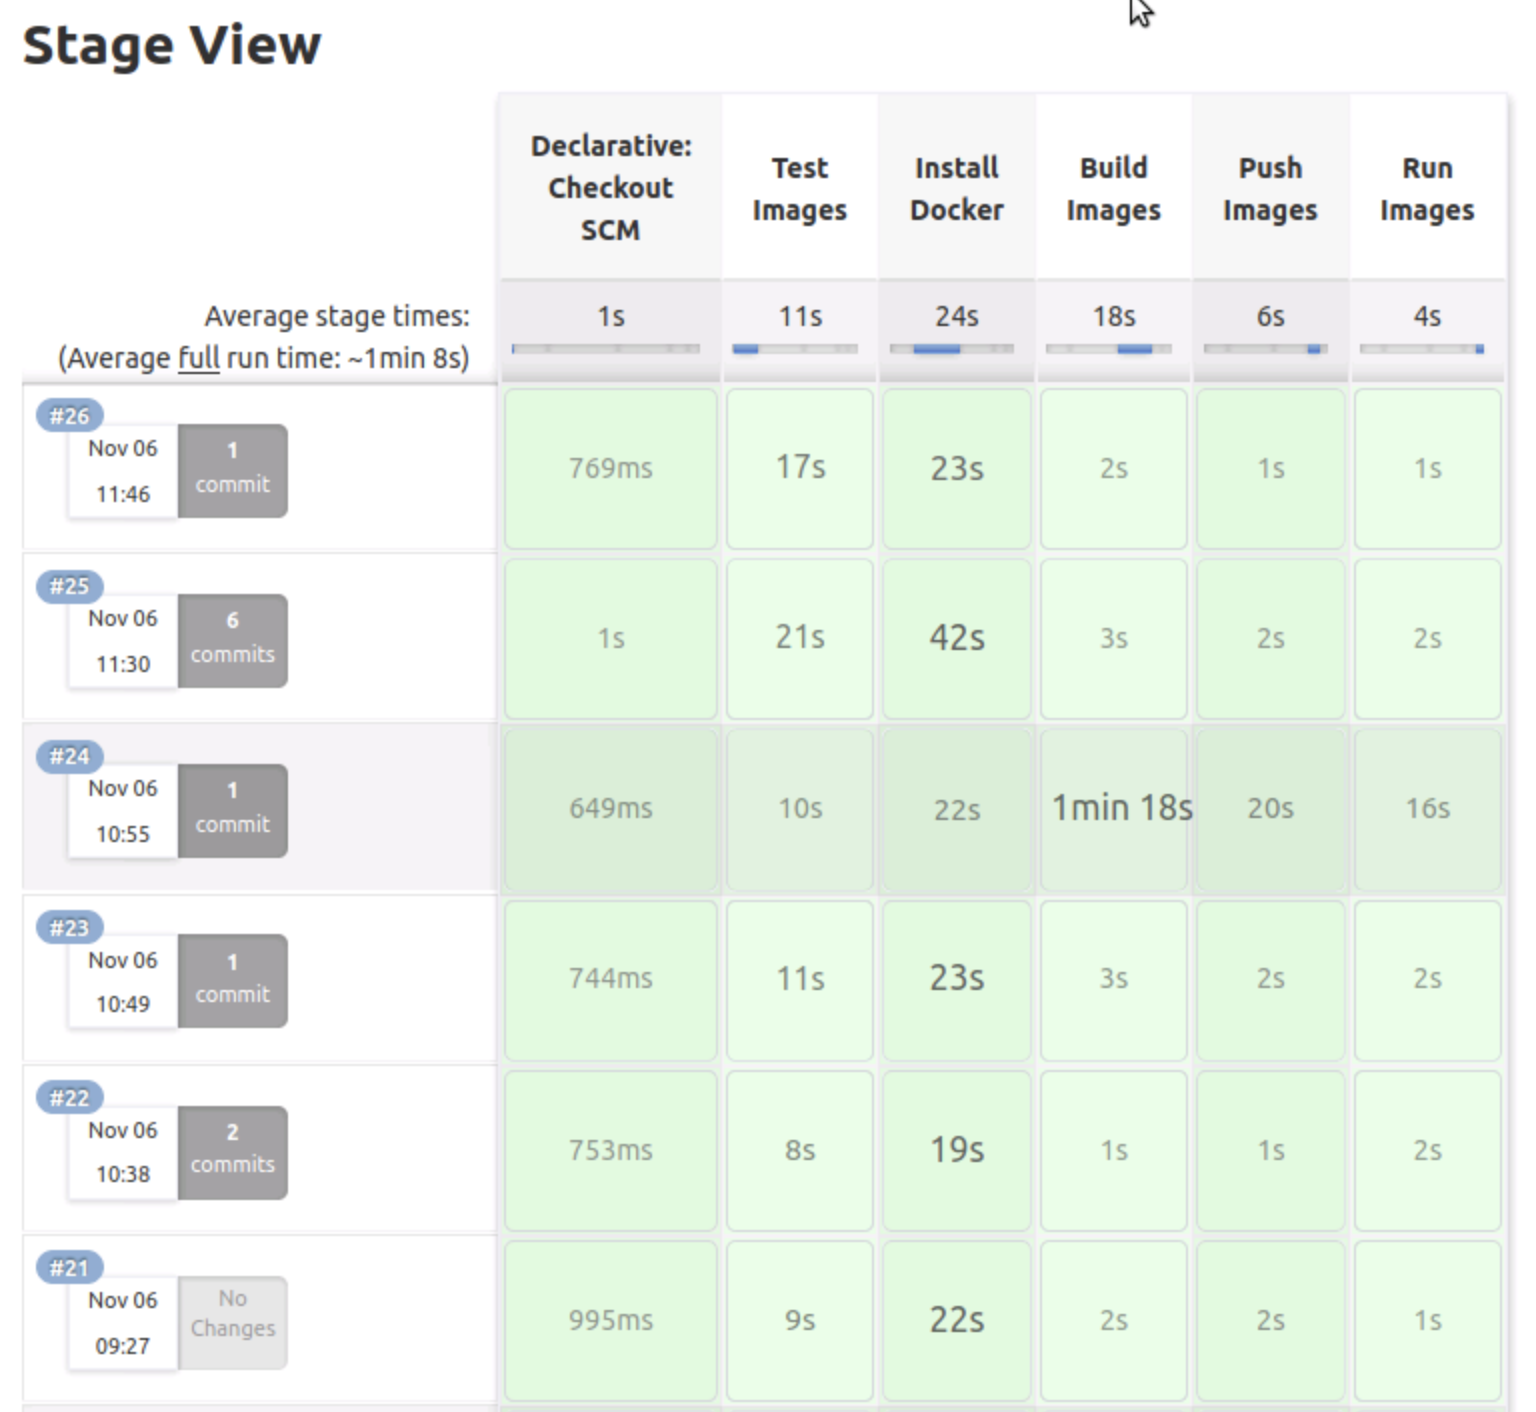 Stage View
Declarative:
Checkout
SCM
Test
Images
Install
Docker
Build
Images
Push
Images
Run
Images
Average stage times:
(Average full run time: ~1min 8s)
1s
11s
24s
18s
6s
4s
#26
Nov 06
11:46
1
commit
769ms
17s
23s
2s
1s
1s
#25
Nov 06
11:30
6
commits
1s
21s
42s
3s
2s
2s
#24
Nov 06
10:55
1
commit
649ms
10s
22s
1min 18s
20s
16s
#23
Nov 06
10:49
1
commit
744ms
11s
23s
3s
2s
2s
#22
Nov 06
10:38
2
commits
753ms
8s
19s
1s
1s
2s
#21
Nov 06
09:27
No
Changes
995ms
9s
22s
2s
2s
1s